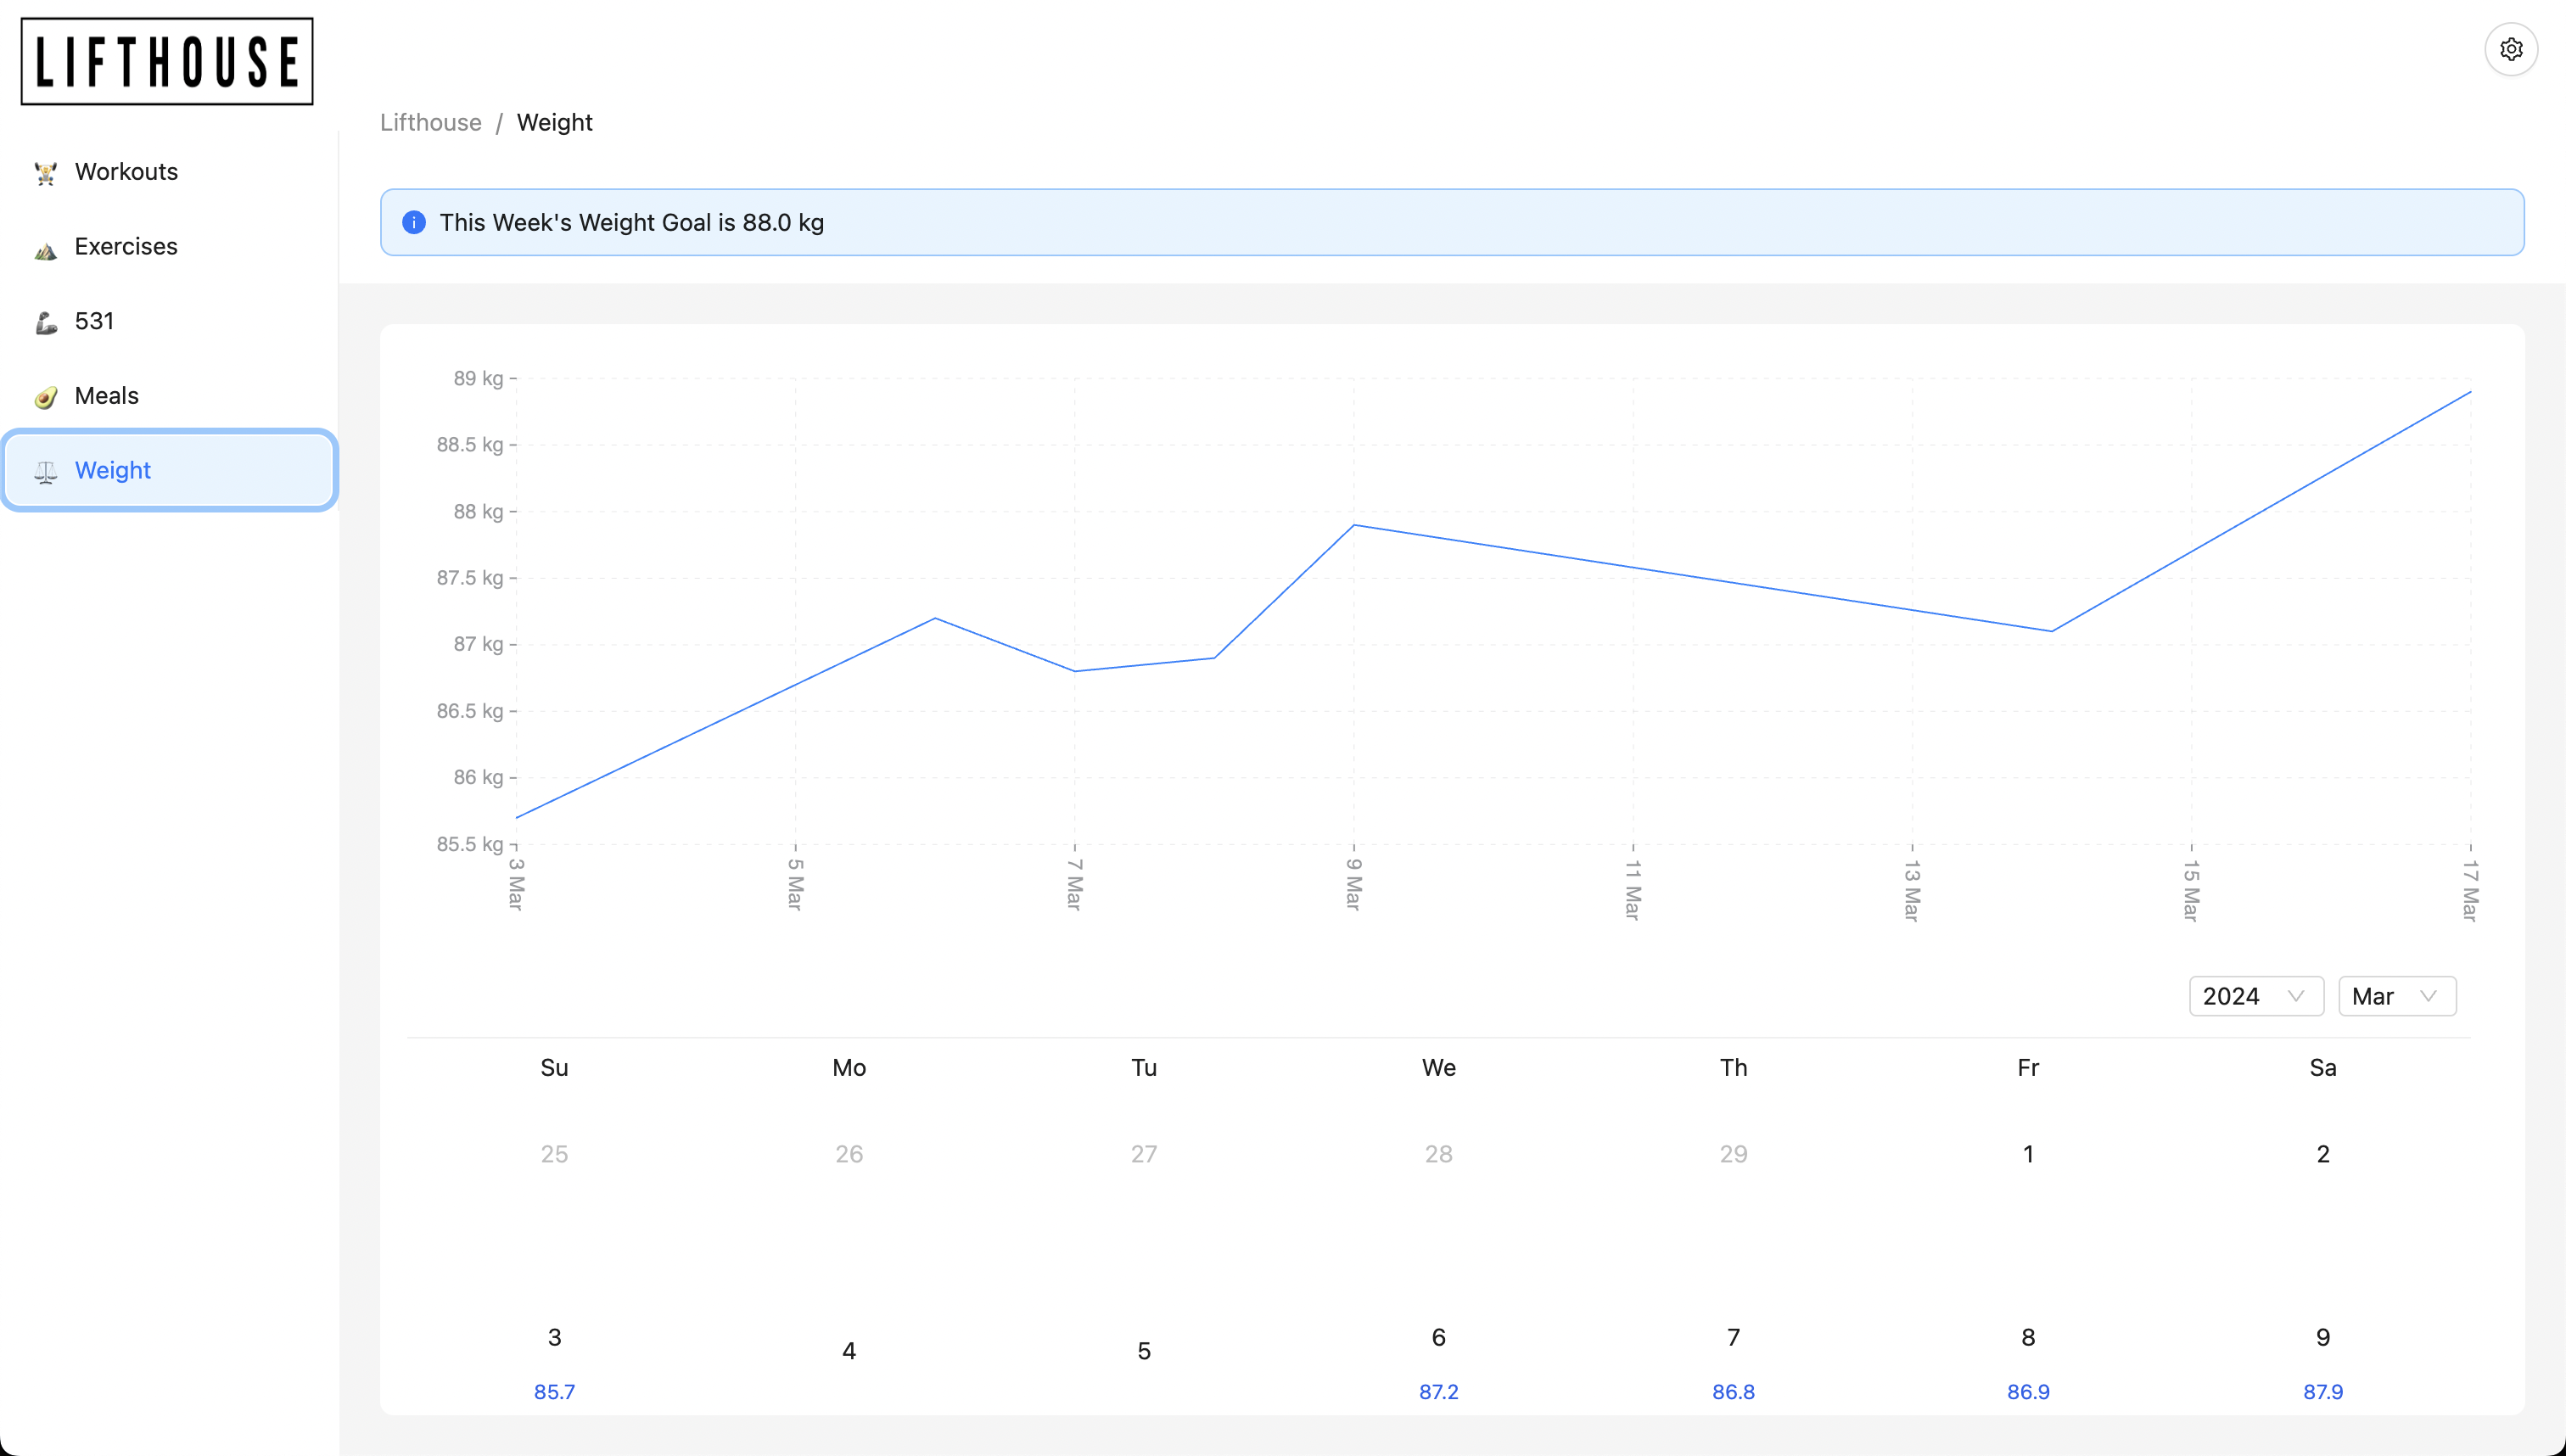 LIFTHOUSE
Workouts
Exercises
531
Meals
Weight
Lifthouse / Weight
This Week's Weight Goal is 88.0 kg
89 kg
88.5 kg
88 kg
87.5 kg
87 kg
86.5 kg
86 kg
85.5 kg
3 Mar 5 Mar 7 Mar 9 Mar 11 Mar 13 Mar 15 Mar 17 Mar
2024 Mar
Su Mo Tu We Th Fr Sa
25 26 27 28 29 1 2
3 4 5 6 7 8 9
85.7 87.2 86.8 86.9 87.9